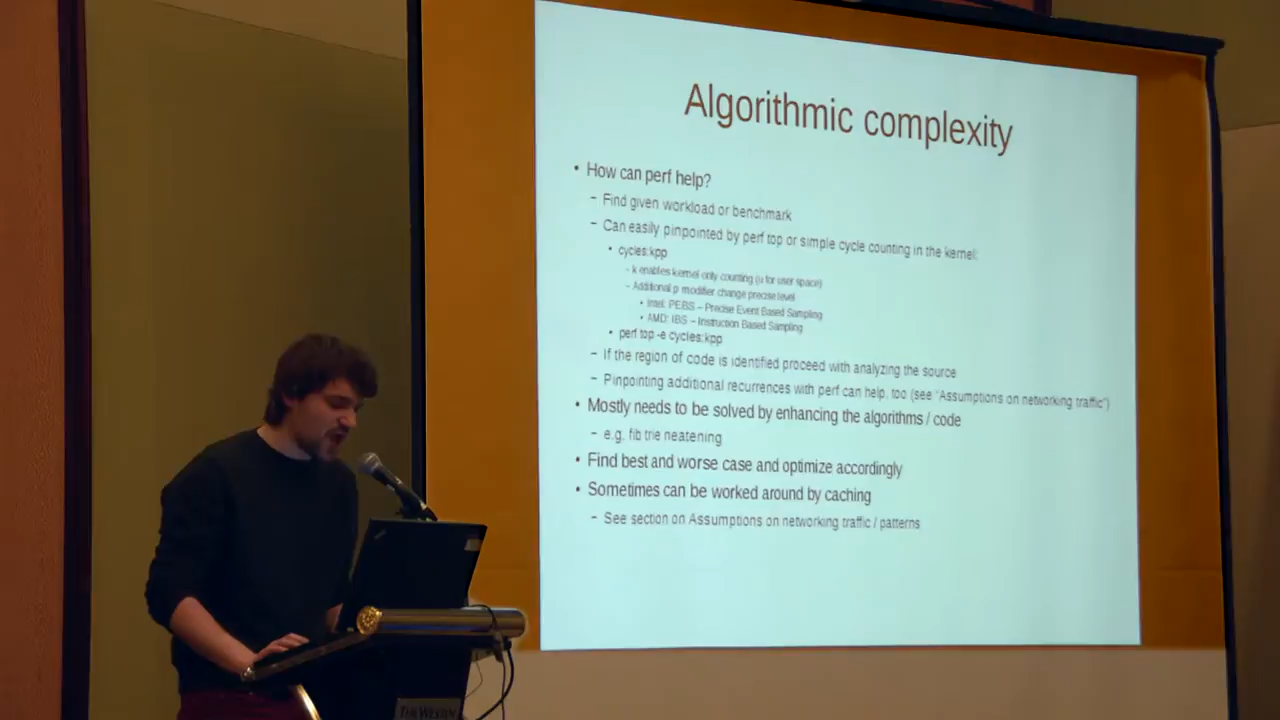 Algorithmic complexity
• How can perf help?
– Find given workload or benchmark
– Can easily pinpointed by perf top or simple cycle counting in the kernel:
• cycles:kpp
– k enables kernel only counting (u for user space)
– Additional p modifier change precise level
• Intel: PEBS – Precise Event Based Sampling
• AMD: IBS – Instruction Based Sampling
• perf top -e cycles:kpp
– If the region of code is identified proceed with analyzing the source
– Pinpointing additional recurrences with perf can help, too (see "Assumptions on networking traffic")
• Mostly needs to be solved by enhancing the algorithms / code
– e.g. fib trie neatening
• Find best and worse case and optimize accordingly
• Sometimes can be worked around by caching
– See section on Assumptions on networking traffic / patterns
THE WESTIN